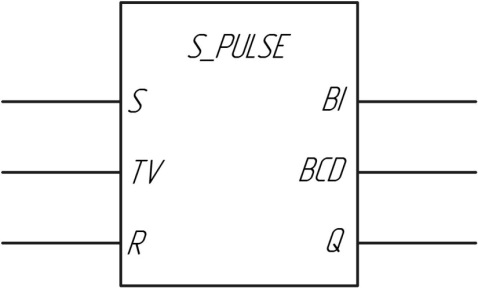 S_PULSE
S BI
TV BCD
R Q